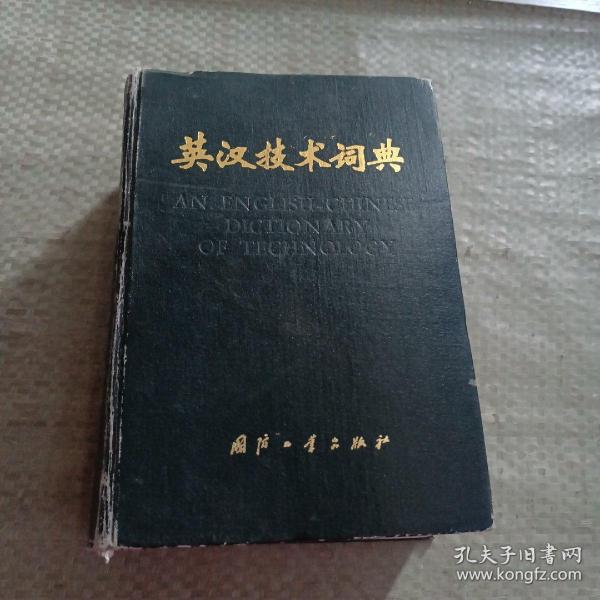 英汉技术词典
AN ENGLISH-CHINESE
DICTIONARY
OF TECHNOLOGY
国防工业出版社
孔夫子旧书网
www.kongfz.com